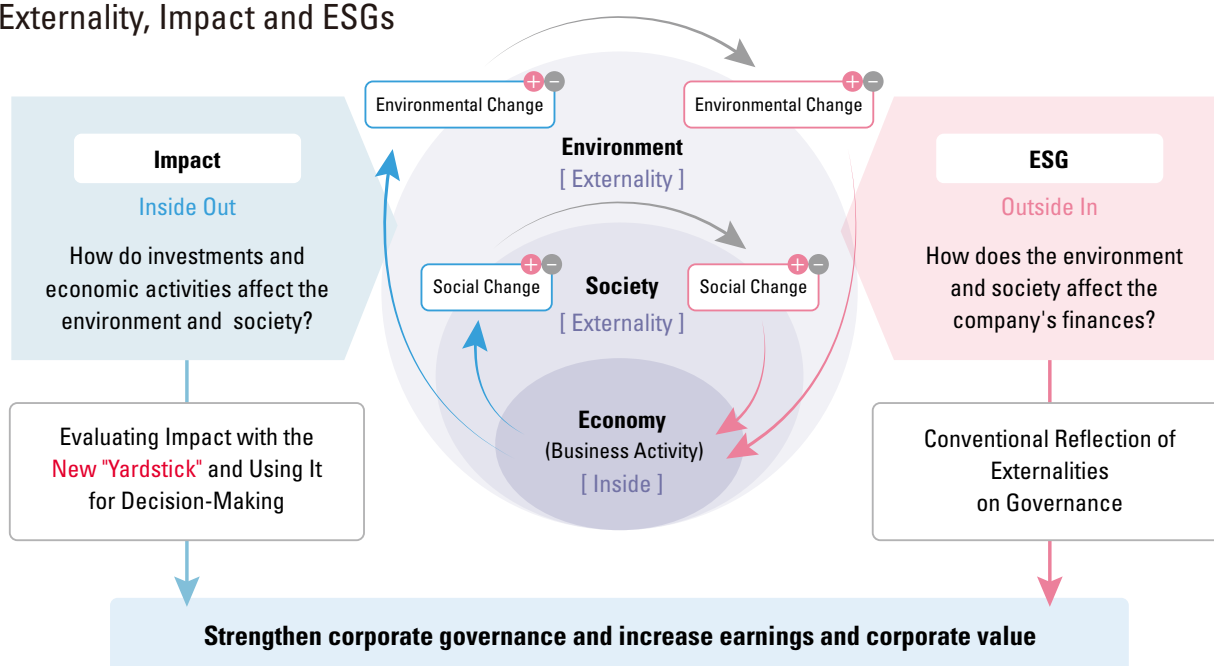 Externality, Impact and ESGs
Impact
Inside Out
How do investments and
economic activities affect the
environment and society?
Evaluating Impact with the
New "Yardstick" and Using It
for Decision-Making
+ −
Environmental Change
+ −
Environmental Change
Environment
[ Externality ]
+ −
Social Change
Society
[ Externality ]
+ −
Social Change
Economy
(Business Activity)
[ Inside ]
ESG
Outside In
How does the environment
and society affect the
company's finances?
Conventional Reflection of
Externalities
on Governance
Strengthen corporate governance and increase earnings and corporate value